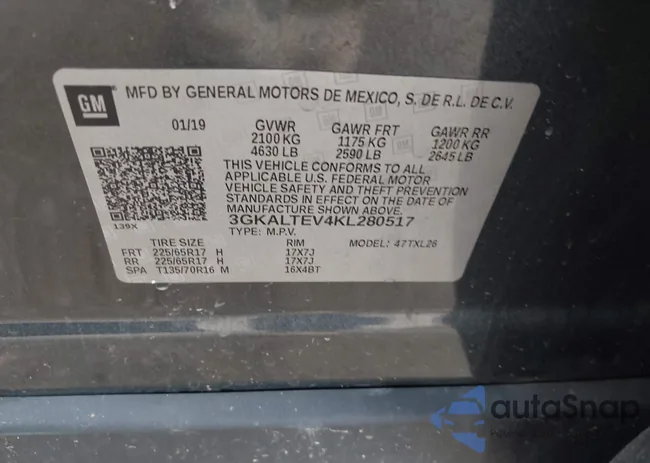 GM
MFD BY GENERAL MOTORS DE MEXICO, S. DE R.L. DE C.V.
01/19 GVWR GAWR FRT GAWR RR
2100 KG 1175 KG 1200 KG
4630 LB 2590 LB 2645 LB
THIS VEHICLE CONFORMS TO ALL
APPLICABLE U.S. FEDERAL MOTOR
VEHICLE SAFETY AND THEFT PREVENTION
STANDARDS IN EFFECT ON THE DATE OF
MANUFACTURE SHOWN ABOVE.
139X 3GKALTEV4KL280517
TYPE: M.P.V. MODEL: 47TXL26
TIRE SIZE RIM
FRT 225/65R17 H 17X7J
RR 225/65R17 H 17X7J
SPA T135/70R16 M 16X4BT
autoSnap